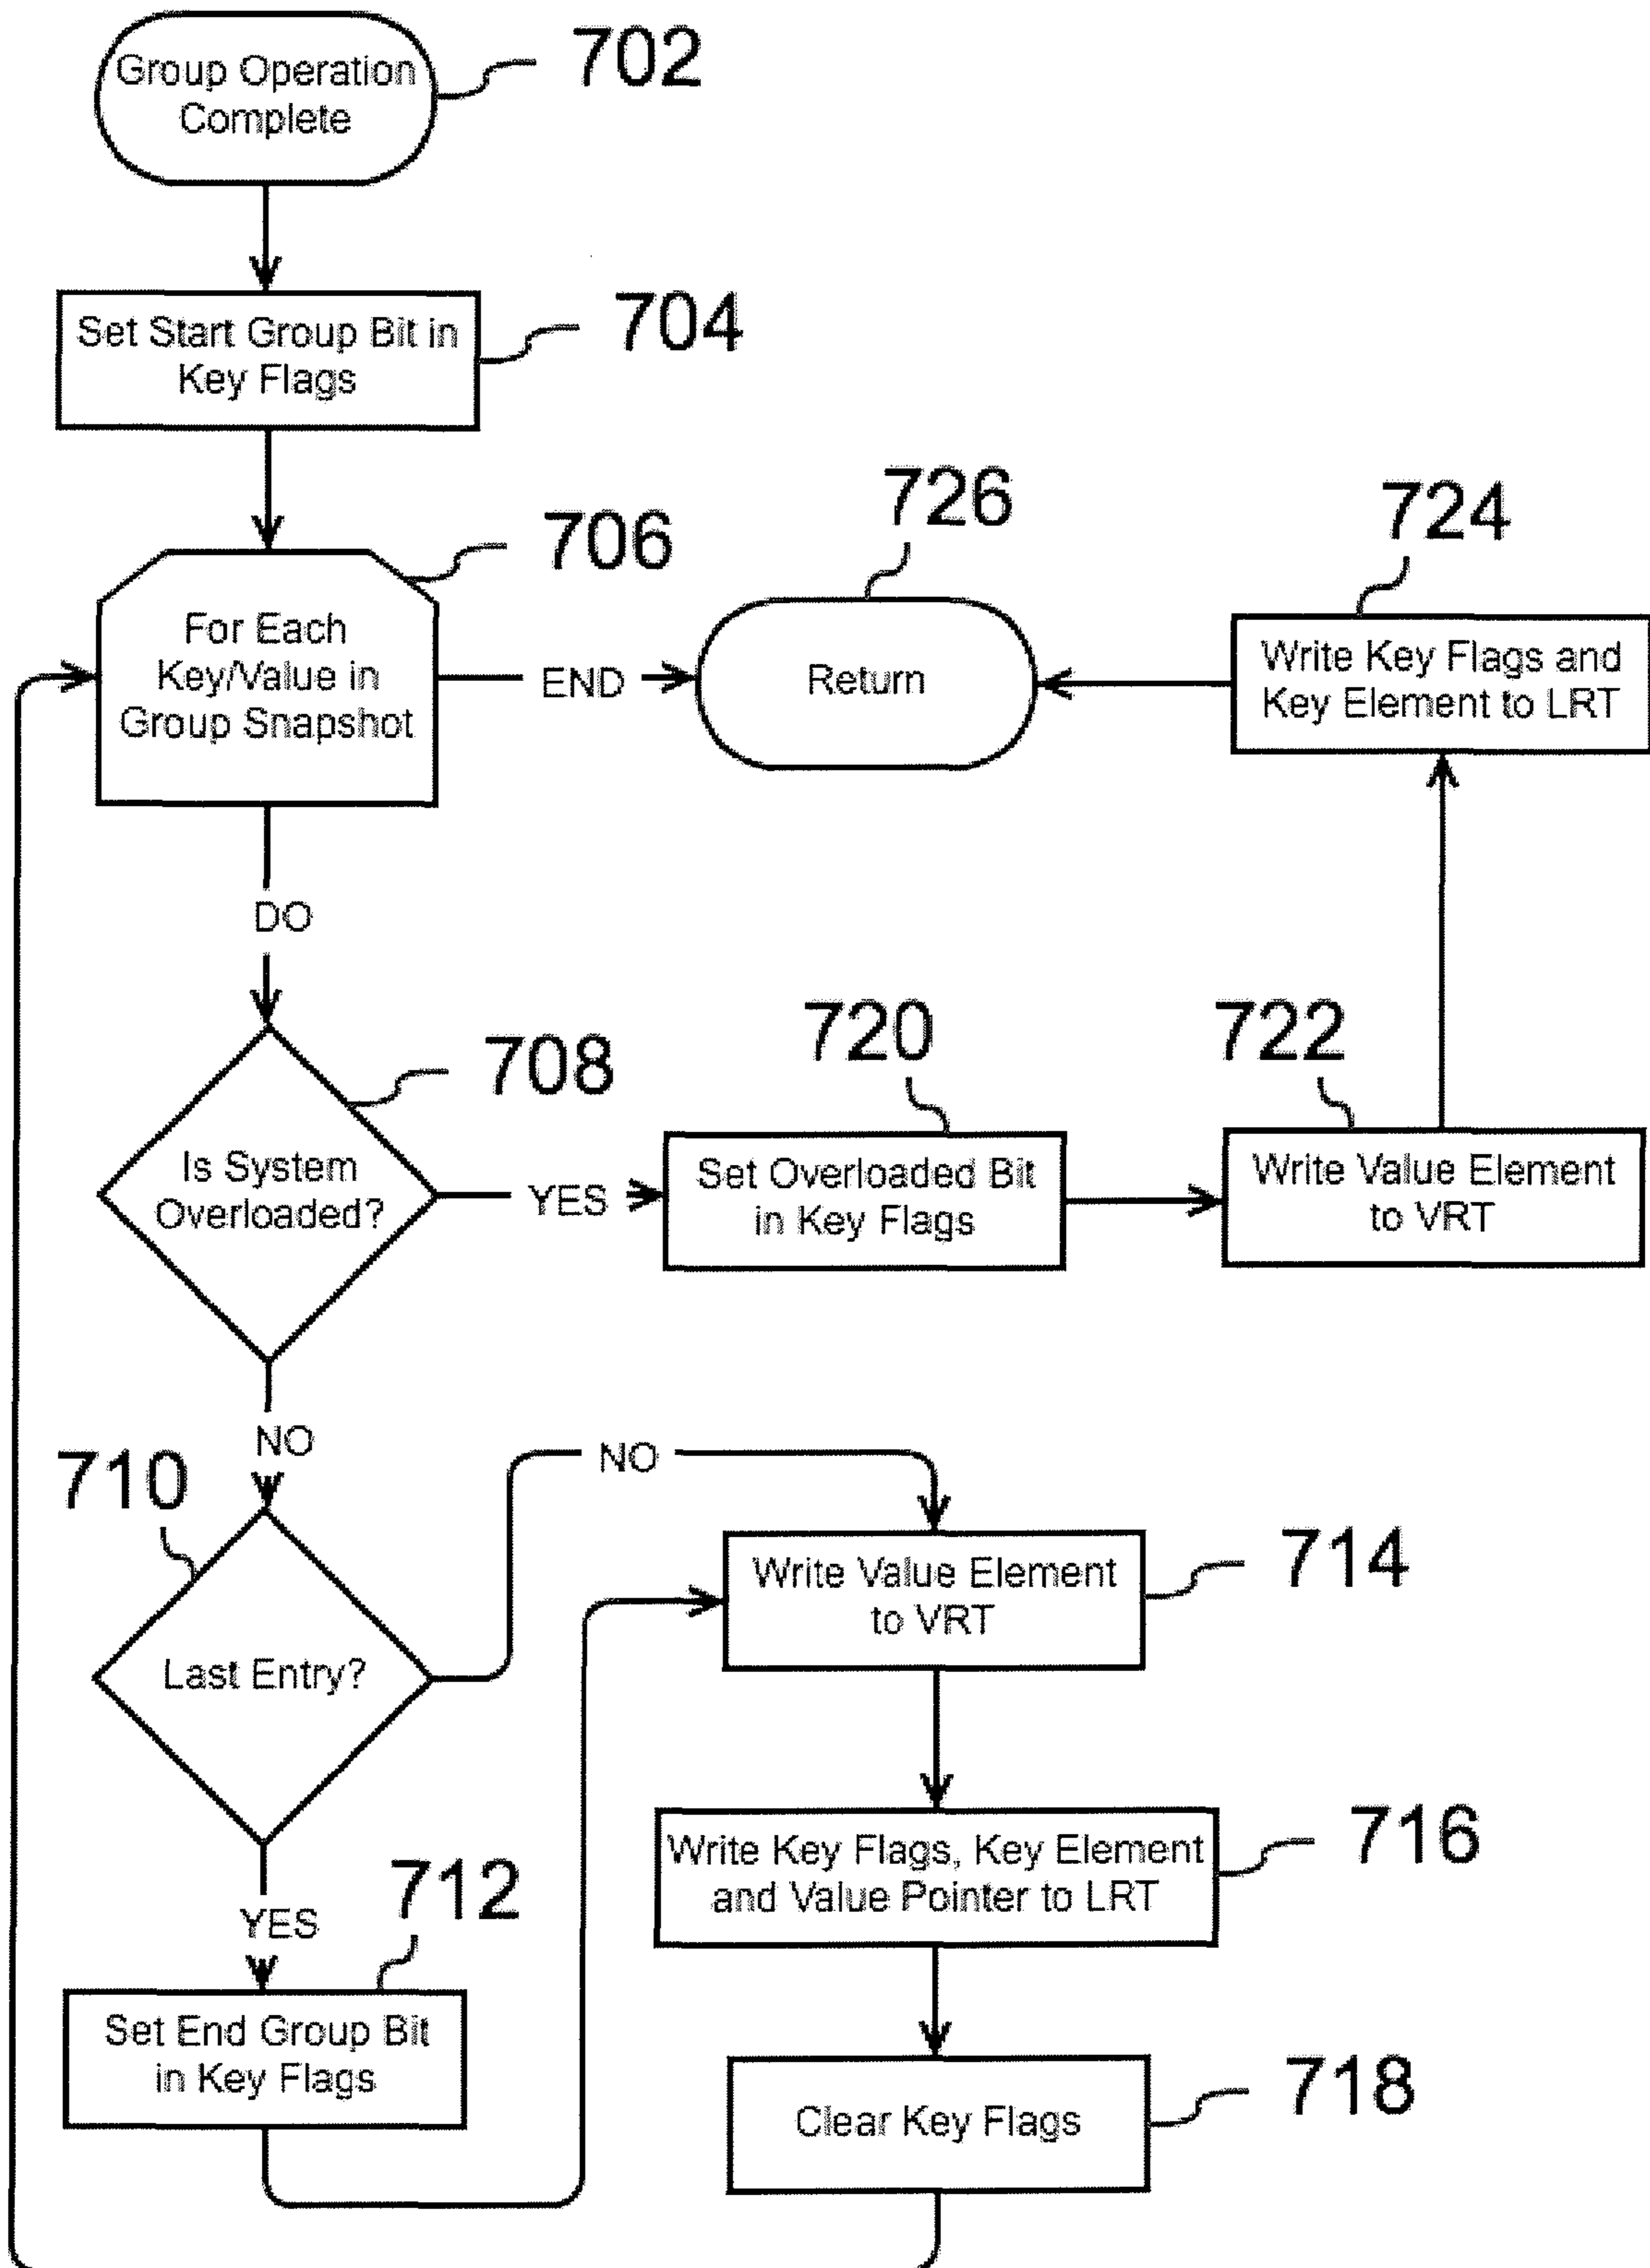 Group Operation
Complete
702
Set Start Group Bit in
Key Flags
704
For Each
Key/Value in
Group Snapshot
706
END
Return
726
Write Key Flags and
Key Element to LRT
724
DO
Is System
Overloaded?
708
YES
Set Overloaded Bit
in Key Flags
720
Write Value Element
to VRT
722
NO
710
Last Entry?
NO
Write Value Element
to VRT
714
Write Key Flags, Key Element
and Value Pointer to LRT
716
YES
712
Set End Group Bit
in Key Flags
Clear Key Flags
718